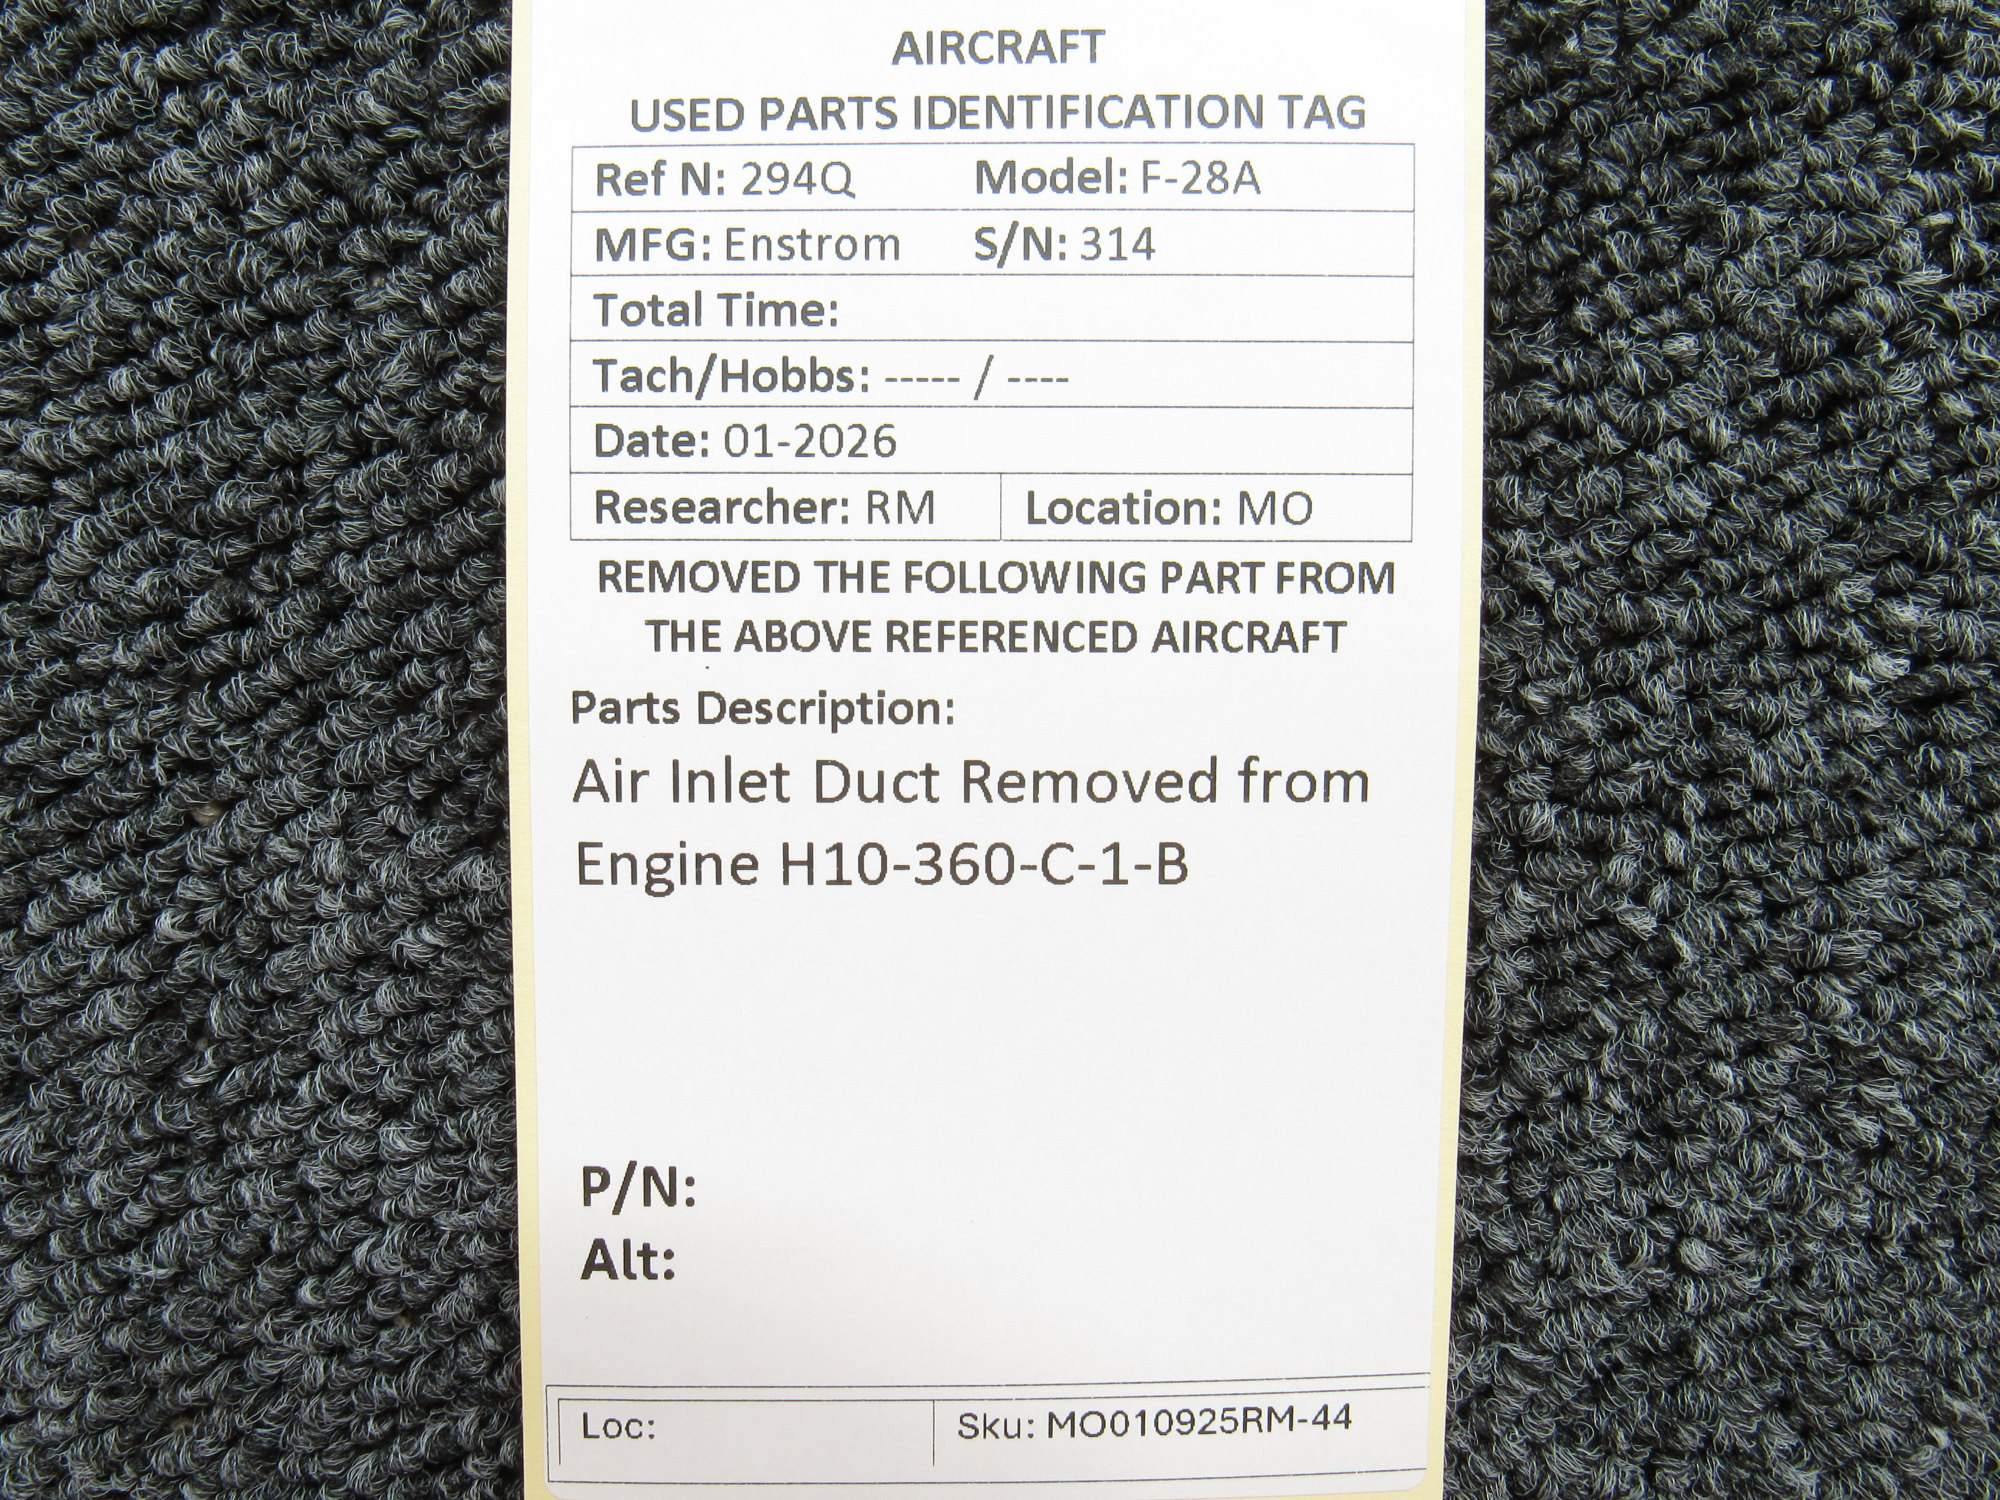 AIRCRAFT
USED PARTS IDENTIFICATION TAG
Ref N: 294Q Model: F-28A
MFG: Enstrom S/N: 314
Total Time:
Tach/Hobbs: ----- / ----
Date: 01-2026
Researcher: RM Location: MO
REMOVED THE FOLLOWING PART FROM
THE ABOVE REFERENCED AIRCRAFT
Parts Description:
Air Inlet Duct Removed from
Engine H10-360-C-1-B
P/N:
Alt:
Loc: Sku: MO010925RM-44